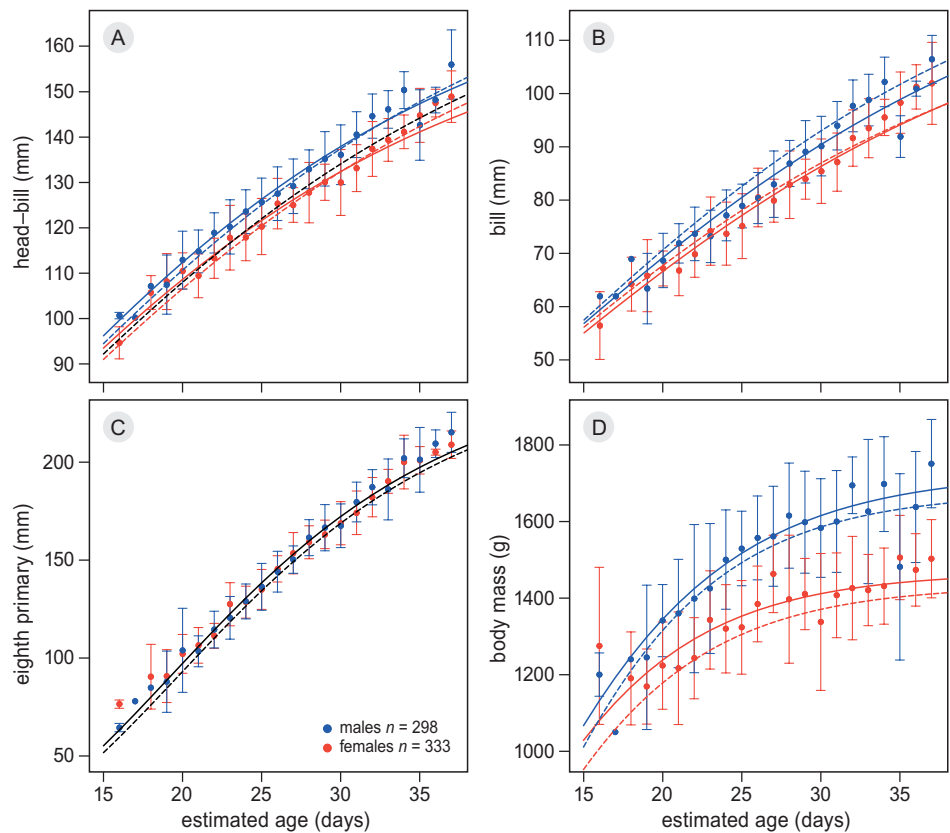 A
head–bill (mm)
160
150
140
130
120
110
100
90
B
bill (mm)
110
100
90
80
70
60
50
C
eighth primary (mm)
200
150
100
50
males n = 298
females n = 333
15 20 25 30 35
estimated age (days)
D
body mass (g)
1800
1600
1400
1200
1000
15 20 25 30 35
estimated age (days)